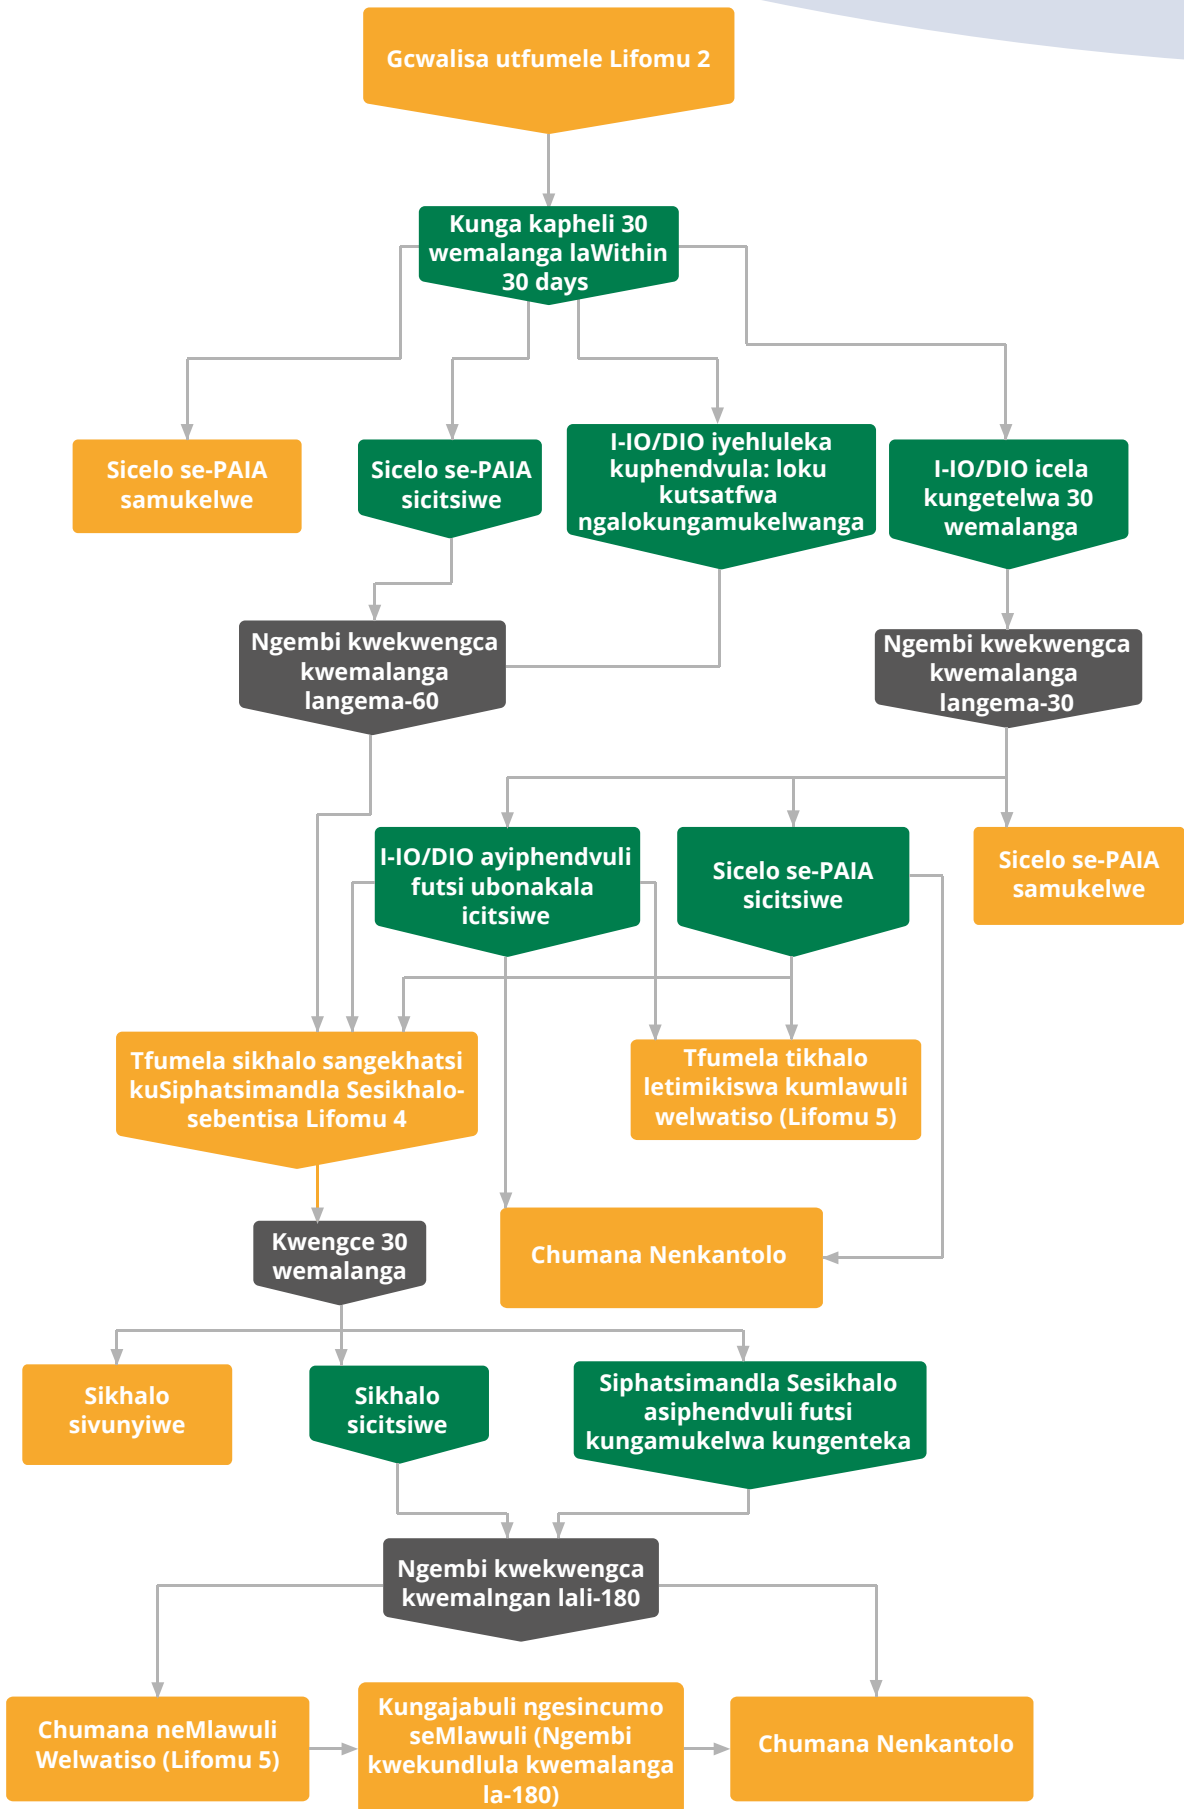 Gcwalisa utfumele Lifomu 2
Kunga kapheli 30
wemalanga laWithin
30 days
Sicelo se-PAIA
samukelwe
Sicelo se-PAIA
sicitsiwe
I-IO/DIO iyehluleka
kuphendvula: loku
kutsatfwa
ngalokungamukelwanga
I-IO/DIO icela
kungetelwa 30
wemalanga
Ngembi kwekwengca
kwemalanga
langema-60
Ngembi kwekwengca
kwemalanga
langema-30
I-IO/DIO ayiphendvuli
futsi ubonakala
icitsiwe
Sicelo se-PAIA
sicitsiwe
Sicelo se-PAIA
samukelwe
Tfumela sikhalo sangekhatsi
kuSiphatsimandla Sesikhalo-
sebentisa Lifomu 4
Tfumela tikhalo
letimikiswa kumlawuli
welwatiso (Lifomu 5)
Chumana Nenkantolo
Kwengce 30
wemalanga
Sikhalo
sivunyiwe
Sikhalo
sicitsiwe
Siphatsimandla Sesikhalo
asiphendvuli futsi
kungamukelwa kungenteka
Ngembi kwekwengca
kwemalngan lali-180
Chumana neMlawuli
Welwatiso (Lifomu 5)
Kungajabuli ngesincumo
seMlawuli (Ngembi
kwekundlula kwemalanga
la-180)
Chumana Nenkantolo